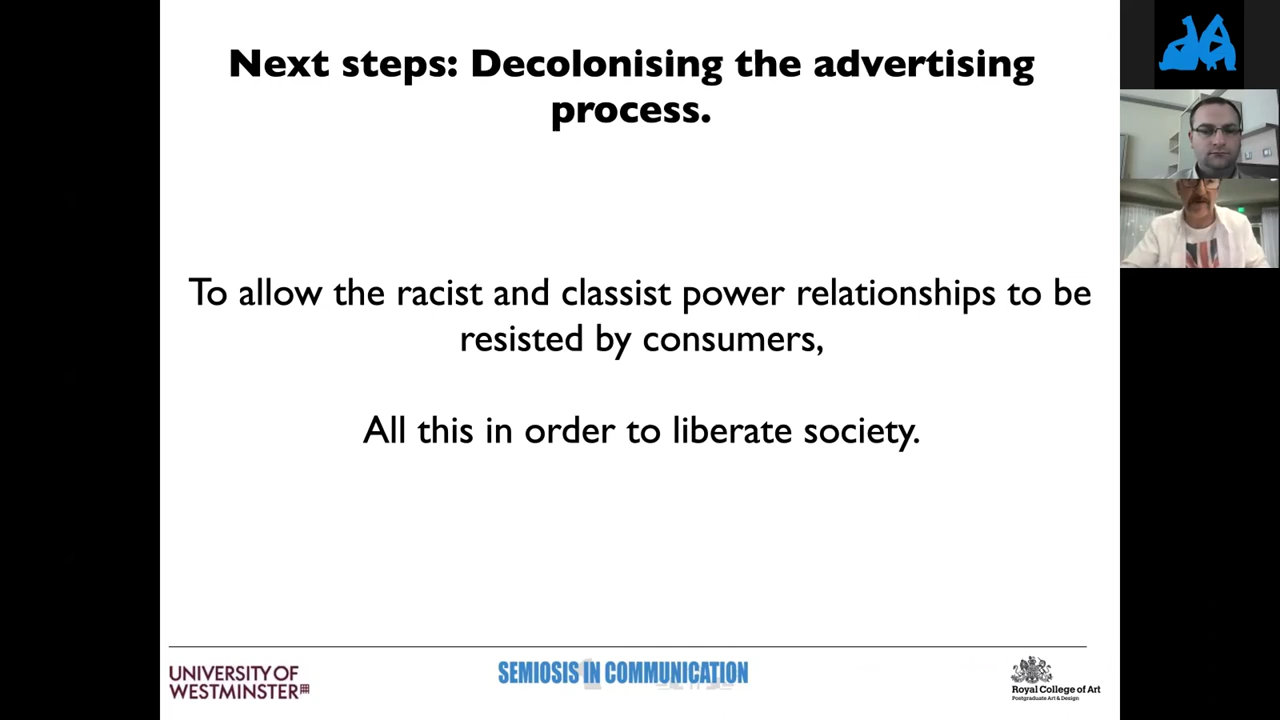 Next steps: Decolonising the advertising
process.
To allow the racist and classist power relationships to be
resisted by consumers,
All this in order to liberate society.
UNIVERSITY OF
WESTMINSTER
SEMIOSIS IN COMMUNICATION
Royal College of Art
Postgraduate Art & Design